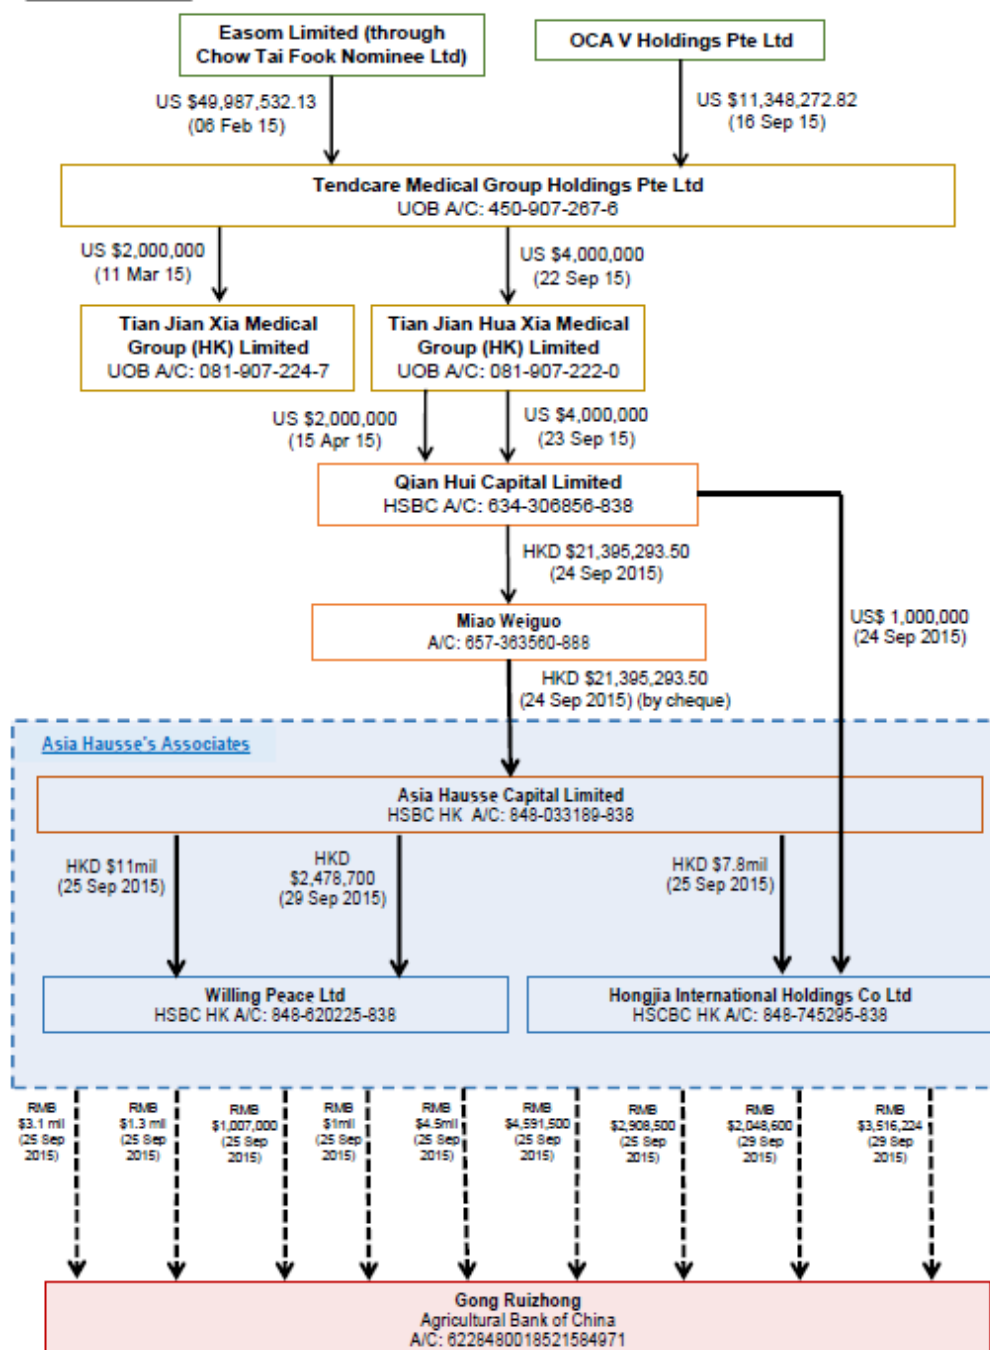 Easom Limited (through
Chow Tai Fook Nominee Ltd)
OCA V Holdings Pte Ltd
US $49,987,532.13
(06 Feb 15)
US $11,348,272.82
(16 Sep 15)
Tendcare Medical Group Holdings Pte Ltd
UOB A/C: 450-907-267-6
US $2,000,000
(11 Mar 15)
US $4,000,000
(22 Sep 15)
Tian Jian Xia Medical
Group (HK) Limited
UOB A/C: 081-907-224-7
Tian Jian Hua Xia Medical
Group (HK) Limited
UOB A/C: 081-907-222-0
US $2,000,000
(15 Apr 15)
US $4,000,000
(23 Sep 15)
Qian Hui Capital Limited
HSBC A/C: 634-306856-838
HKD $21,395,293.50
(24 Sep 2015)
US$ 1,000,000
(24 Sep 2015)
Miao Weiguo
A/C: 657-363560-888
HKD $21,395,293.50
(24 Sep 2015) (by cheque)
Asia Hausse's Associates
Asia Hausse Capital Limited
HSBC HK A/C: 848-033189-838
HKD $11mil
(25 Sep 2015)
HKD
$2,478,700
(29 Sep 2015)
HKD $7.8mil
(25 Sep 2015)
Willing Peace Ltd
HSBC HK A/C: 848-620225-838
Hongjia International Holdings Co Ltd
HSCBC HK A/C: 848-745295-838
RMB
$3.1 mil
(25 Sep
2015)
RMB
$1.3 mil
(25 Sep
2015)
RMB
$1,007,000
(25 Sep
2015)
RMB
$1mil
(25 Sep
2015)
RMB
$4.5mil
(25 Sep
2015)
RMB
$4,591,500
(25 Sep
2015)
RMB
$2,908,500
(25 Sep
2015)
RMB
$2,048,600
(29 Sep
2015)
RMB
$3,516,224
(29 Sep
2015)
Gong Ruizhong
Agricultural Bank of China
A/C: 6228480018521584971